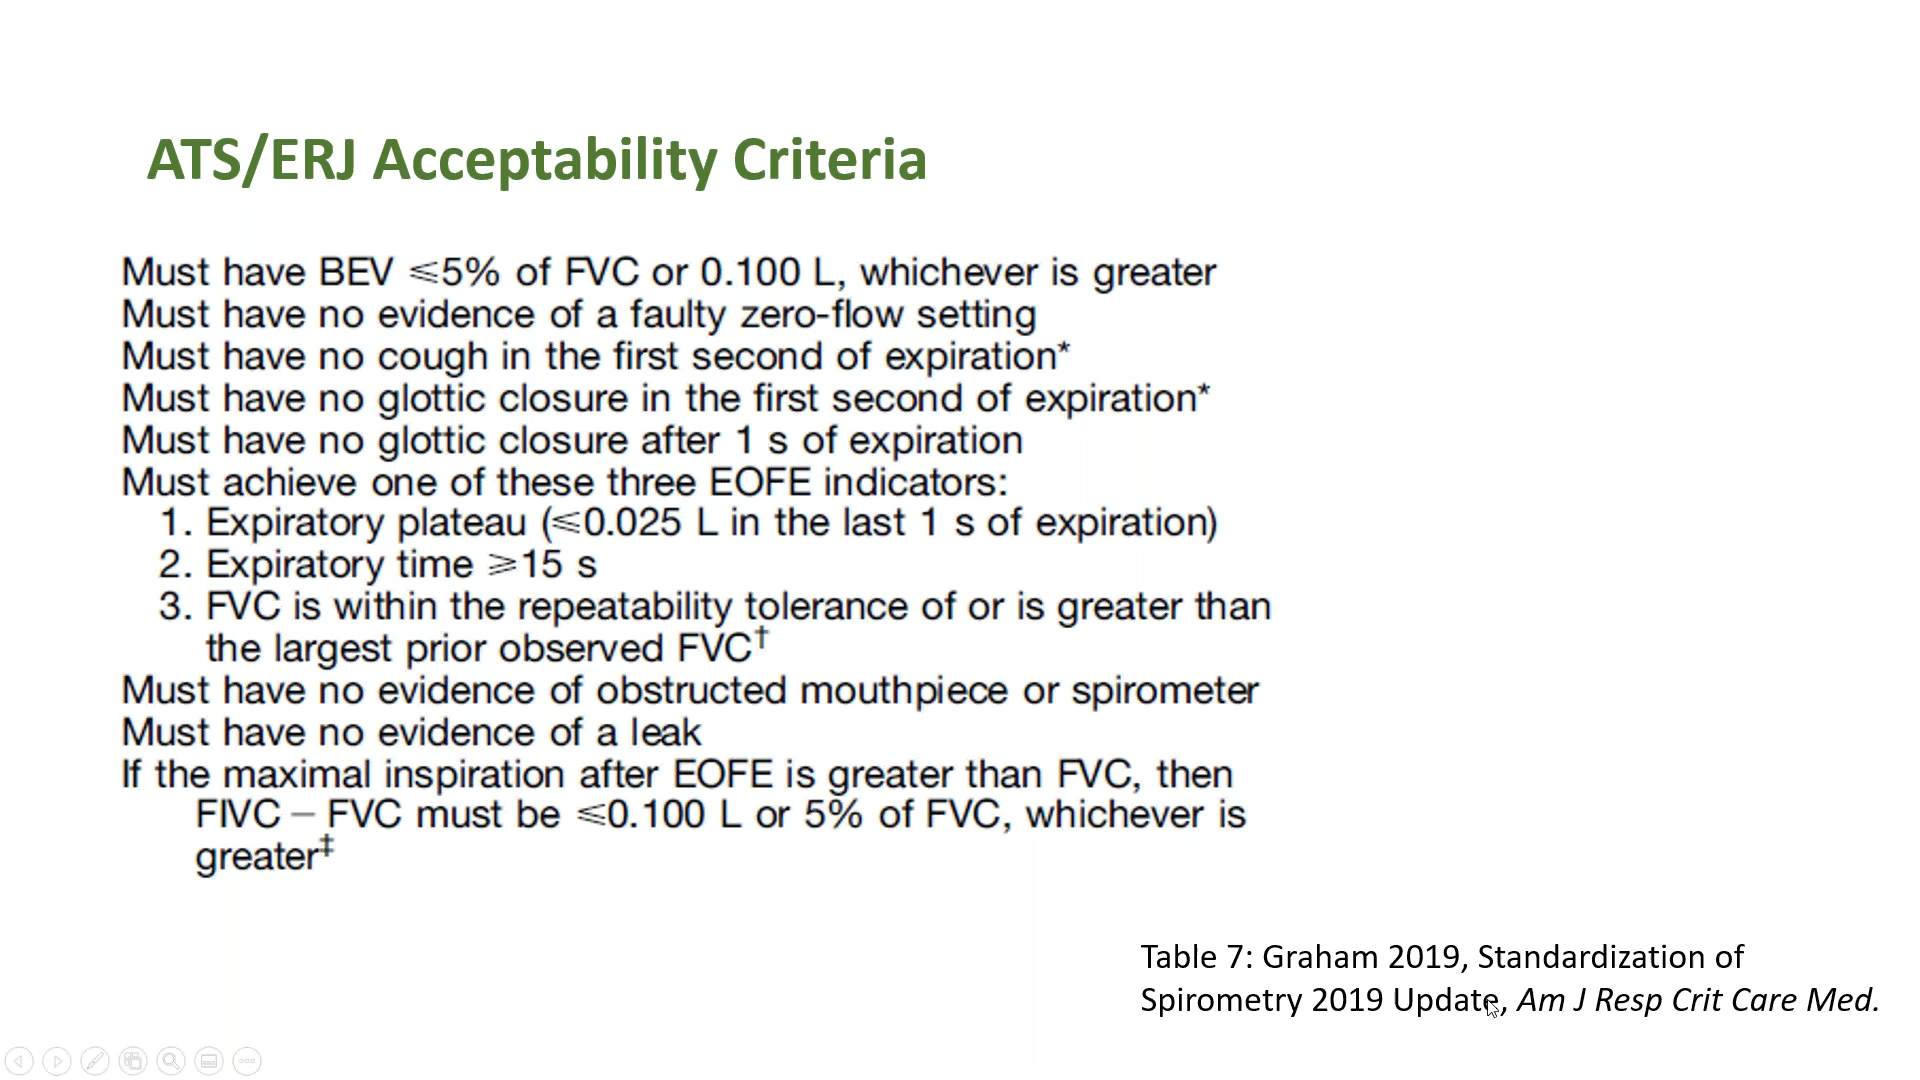 ATS/ERJ Acceptability Criteria
Must have BEV ⩽5% of FVC or 0.100 L, whichever is greater
Must have no evidence of a faulty zero-flow setting
Must have no cough in the first second of expiration*
Must have no glottic closure in the first second of expiration*
Must have no glottic closure after 1 s of expiration
Must achieve one of these three EOFE indicators:
1. Expiratory plateau (⩽0.025 L in the last 1 s of expiration)
2. Expiratory time ⩾15 s
3. FVC is within the repeatability tolerance of or is greater than
the largest prior observed FVC†
Must have no evidence of obstructed mouthpiece or spirometer
Must have no evidence of a leak
If the maximal inspiration after EOFE is greater than FVC, then
FIVC – FVC must be ⩽0.100 L or 5% of FVC, whichever is
greater‡
Table 7: Graham 2019, Standardization of
Spirometry 2019 Update, Am J Resp Crit Care Med.